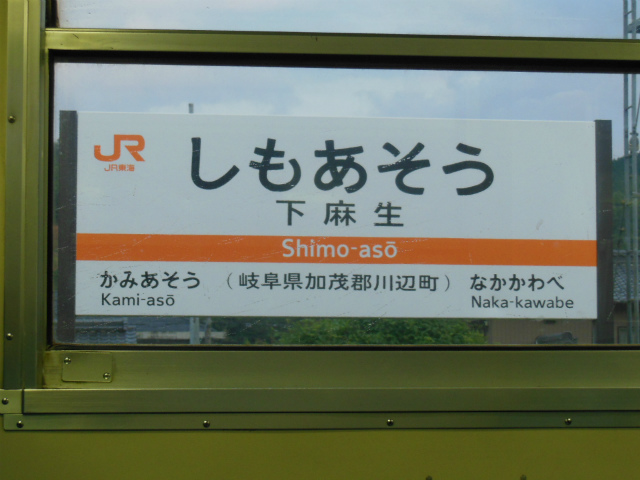 JR
JR東海
しもあそう
下麻生
Shimo-asō
かみあそう (岐阜県加茂郡川辺町) なかかわべ
Kami-asō Naka-kawabe